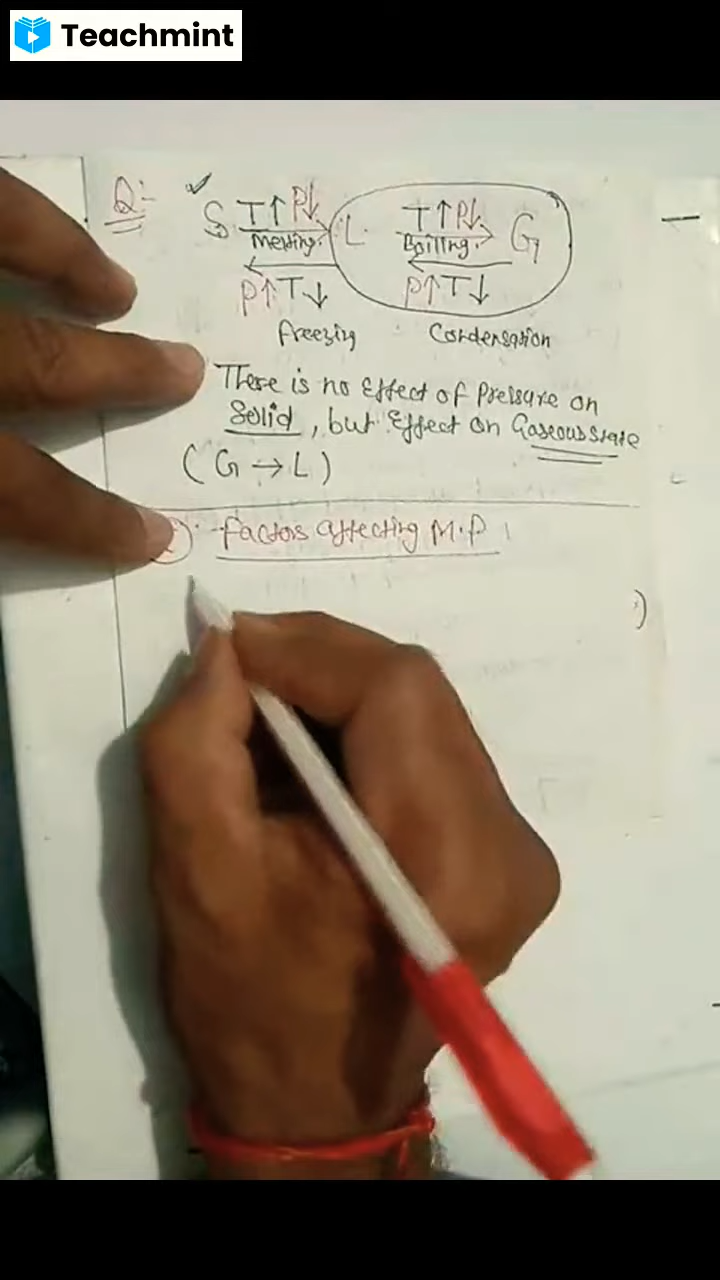 Teachmint
Q:-
S T↑ P↓ L T↑ P↓ G
Melting Boiling
P↑ T↓ P↑ T↓
Freezing Condensation
There is no Effect of Pressure on
Solid, but Effect on Gaseous state
(G → L)
Factors affecting M.P